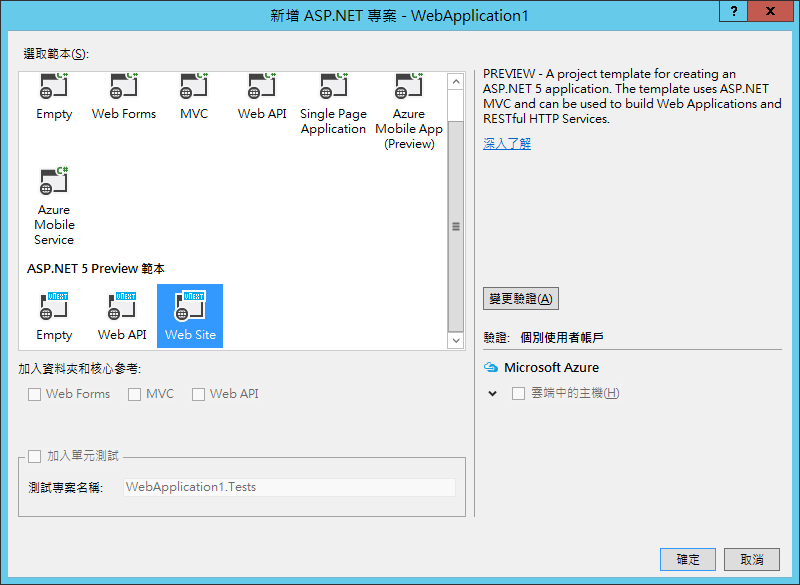 新增 ASP.NET 專案 - WebApplication1
?
x
選取範本(S):
C# C# C# C# C# C#
Empty Web Forms MVC Web API Single Page Application Azure Mobile App (Preview)
C#
Azure
Mobile
Service
ASP.NET 5 Preview 範本
VNEXT VNEXT VNEXT
Empty Web API Web Site
加入資料夾和核心參考:
Web Forms MVC Web API
加入單元測試
測試專案名稱: WebApplication1.Tests
PREVIEW - A project template for creating an
ASP.NET 5 application. The template uses ASP.NET
MVC and can be used to build Web Applications and
RESTful HTTP Services.
深入了解
變更驗證(A)
驗證: 個別使用者帳戶
Microsoft Azure
雲端中的主機(H)
確定 取消